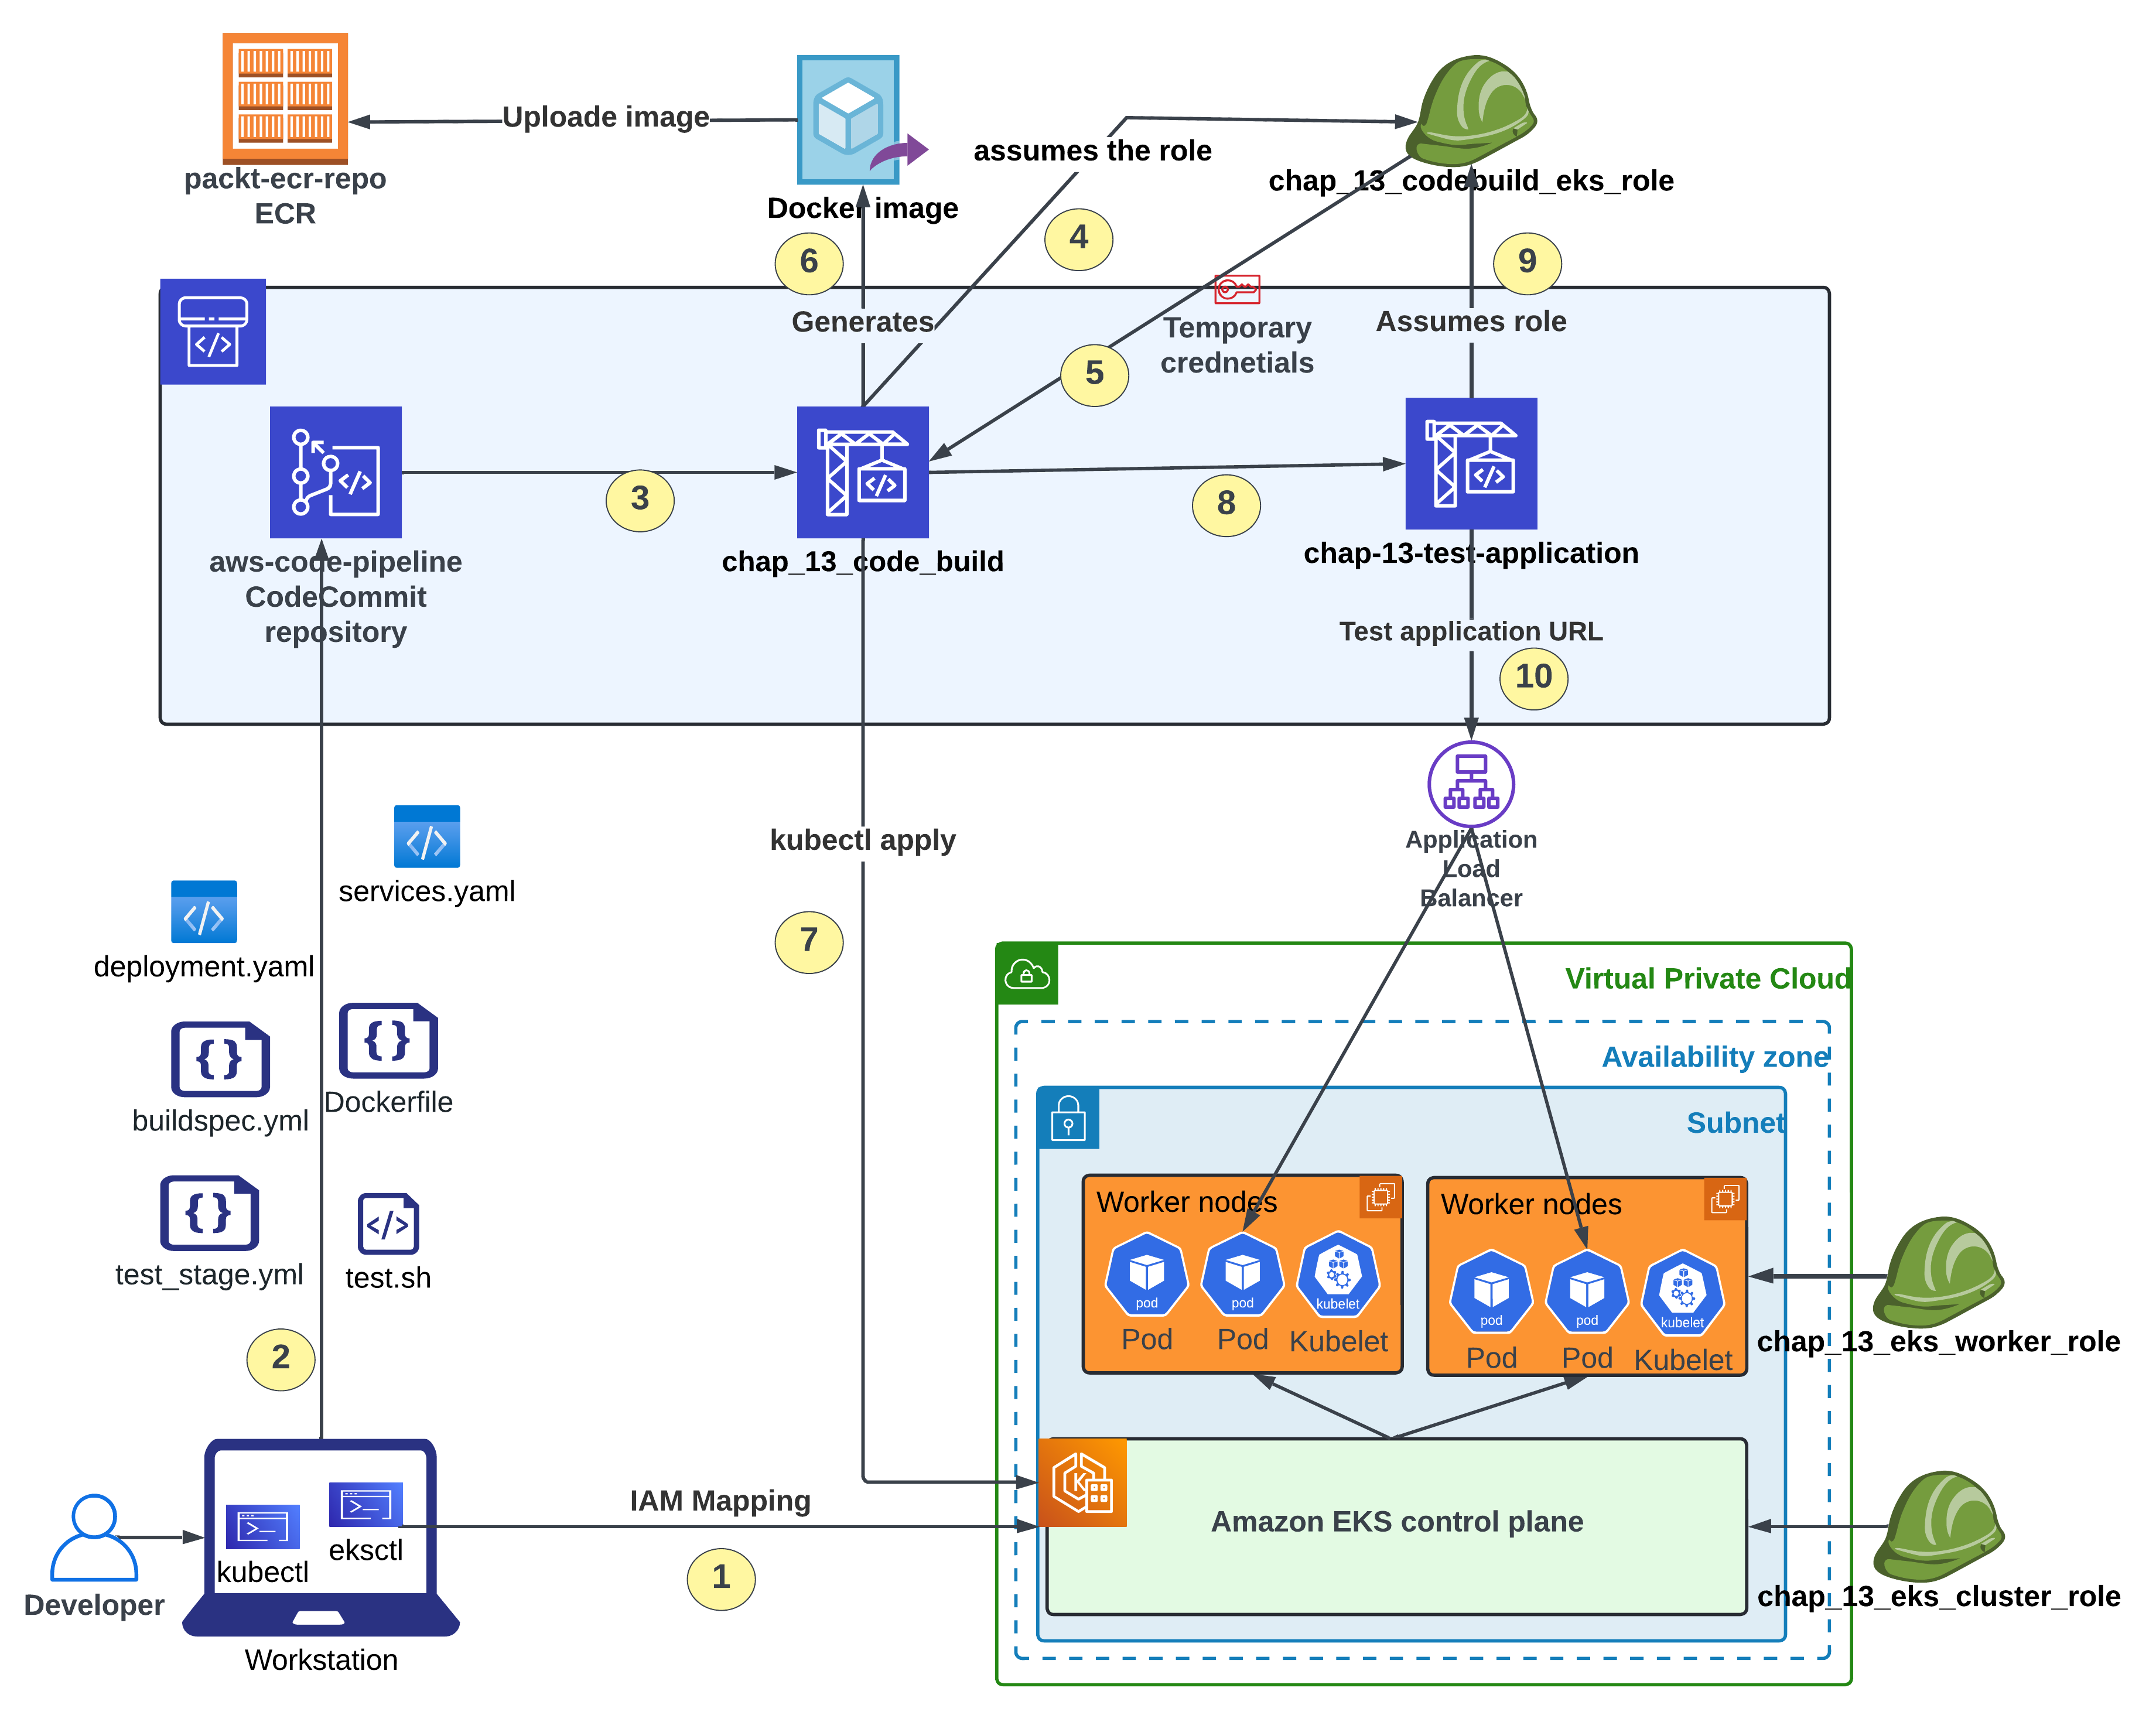 packt-ecr-repo
ECR
Uploade image
Docker image
assumes the role
chap_13_codebuild_eks_role
6
4
9
Generates
Temporary
crednetials
5
Assumes role
3
8
aws-code-pipeline
CodeCommit
repository
chap_13_code_build
chap-13-test-application
Test application URL
10
services.yaml
deployment.yaml
kubectl apply
7
Application
Load
Balancer
Virtual Private Cloud
Availability zone
Subnet
{}
buildspec.yml
{}
Dockerfile
{}
test_stage.yml
test.sh
2
Worker nodes
pod
pod
kubelet
Pod
Pod
Kubelet
Worker nodes
pod
pod
kubelet
Pod
Pod
Kubelet
chap_13_eks_worker_role
Developer
kubectl
eksctl
Workstation
IAM Mapping
1
K
Amazon EKS control plane
chap_13_eks_cluster_role